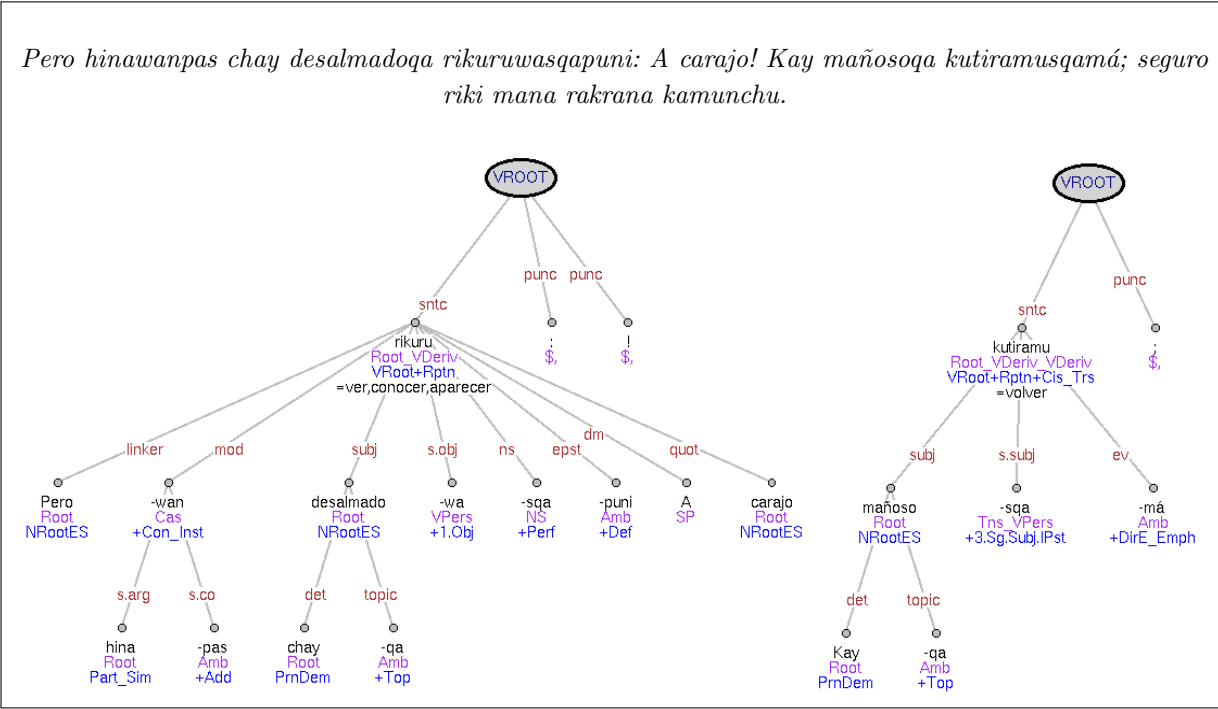 Pero hinawanpas chay desalmadoqa rikuruwasqapuni: A carajo! Kay mañosoqa kutiramusqamá; seguro
riki mana rakrana kamunchu.
VROOT VROOT
punc punc punc
sntc sntc
rikuru : ! kutiramu ;
Root_VDeriv $, $, Root_VDeriv_VDeriv $,
VRoot+Rptn VRoot+Rptn+Cis_Trs
=ver,conocer,aparecer =volver
linker mod subj s.obj ns epst dm quot subj s.subj ev
Pero -wan desalmado -wa -sqa -puni A carajo mañoso -sqa -má
Root Cas Root VPers NS Amb SP Root Root Tns_VPers Amb
NRootES +Con_Inst NRootES +1.Obj +Perf +Def NRootES NRootES +3.Sg.Subj.IPst +DirE_Emph
s.arg s.co det topic det topic
hina -pas chay -qa Kay -qa
Root Amb Root Amb Root Amb
Part_Sim +Add PrnDem +Top PrnDem +Top